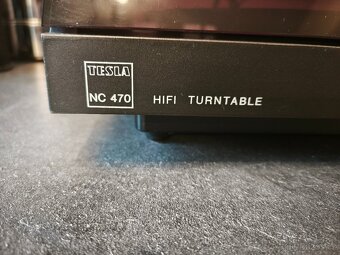 TESLA
NC 470 HIFI TURNTABLE